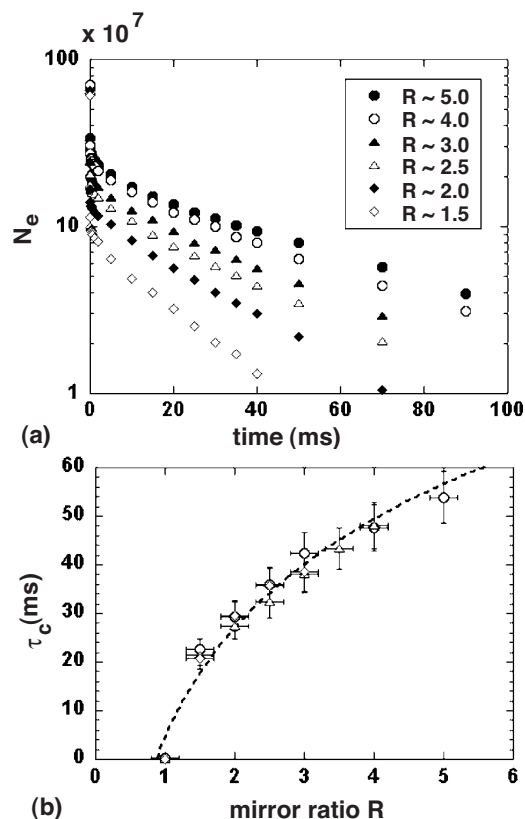 x 10^7
100
10
1
N_e
R ~ 5.0
R ~ 4.0
R ~ 3.0
R ~ 2.5
R ~ 2.0
R ~ 1.5
0 20 40 60 80 100
(a) time (ms)
60
50
40
30
20
10
0
τ_c(ms)
0 1 2 3 4 5 6
(b) mirror ratio R